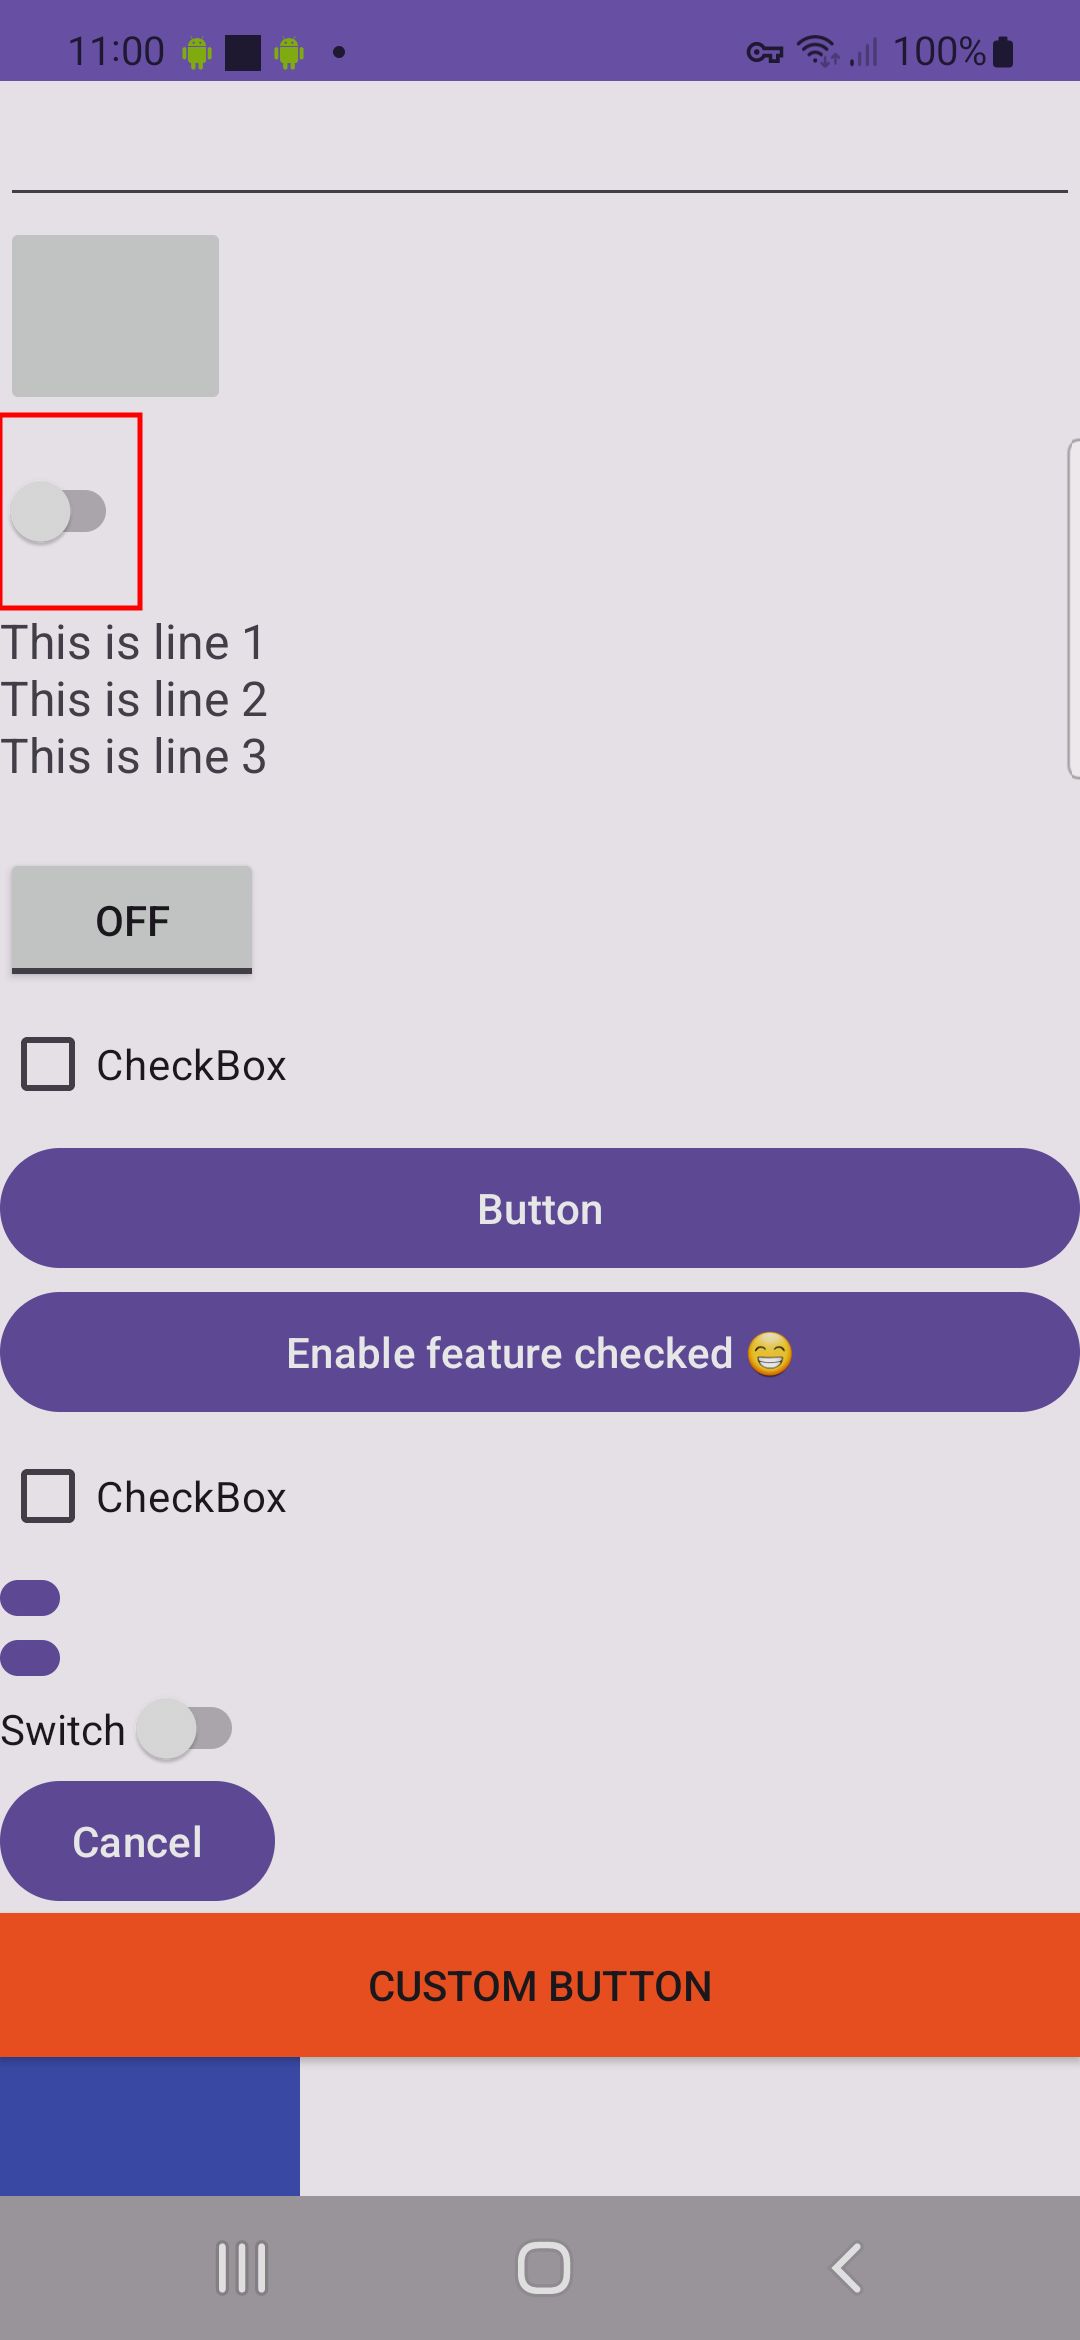 11:00 100%
This is line 1
This is line 2
This is line 3
OFF
CheckBox
Button
Enable feature checked 😁
CheckBox
Switch
Cancel
CUSTOM BUTTON